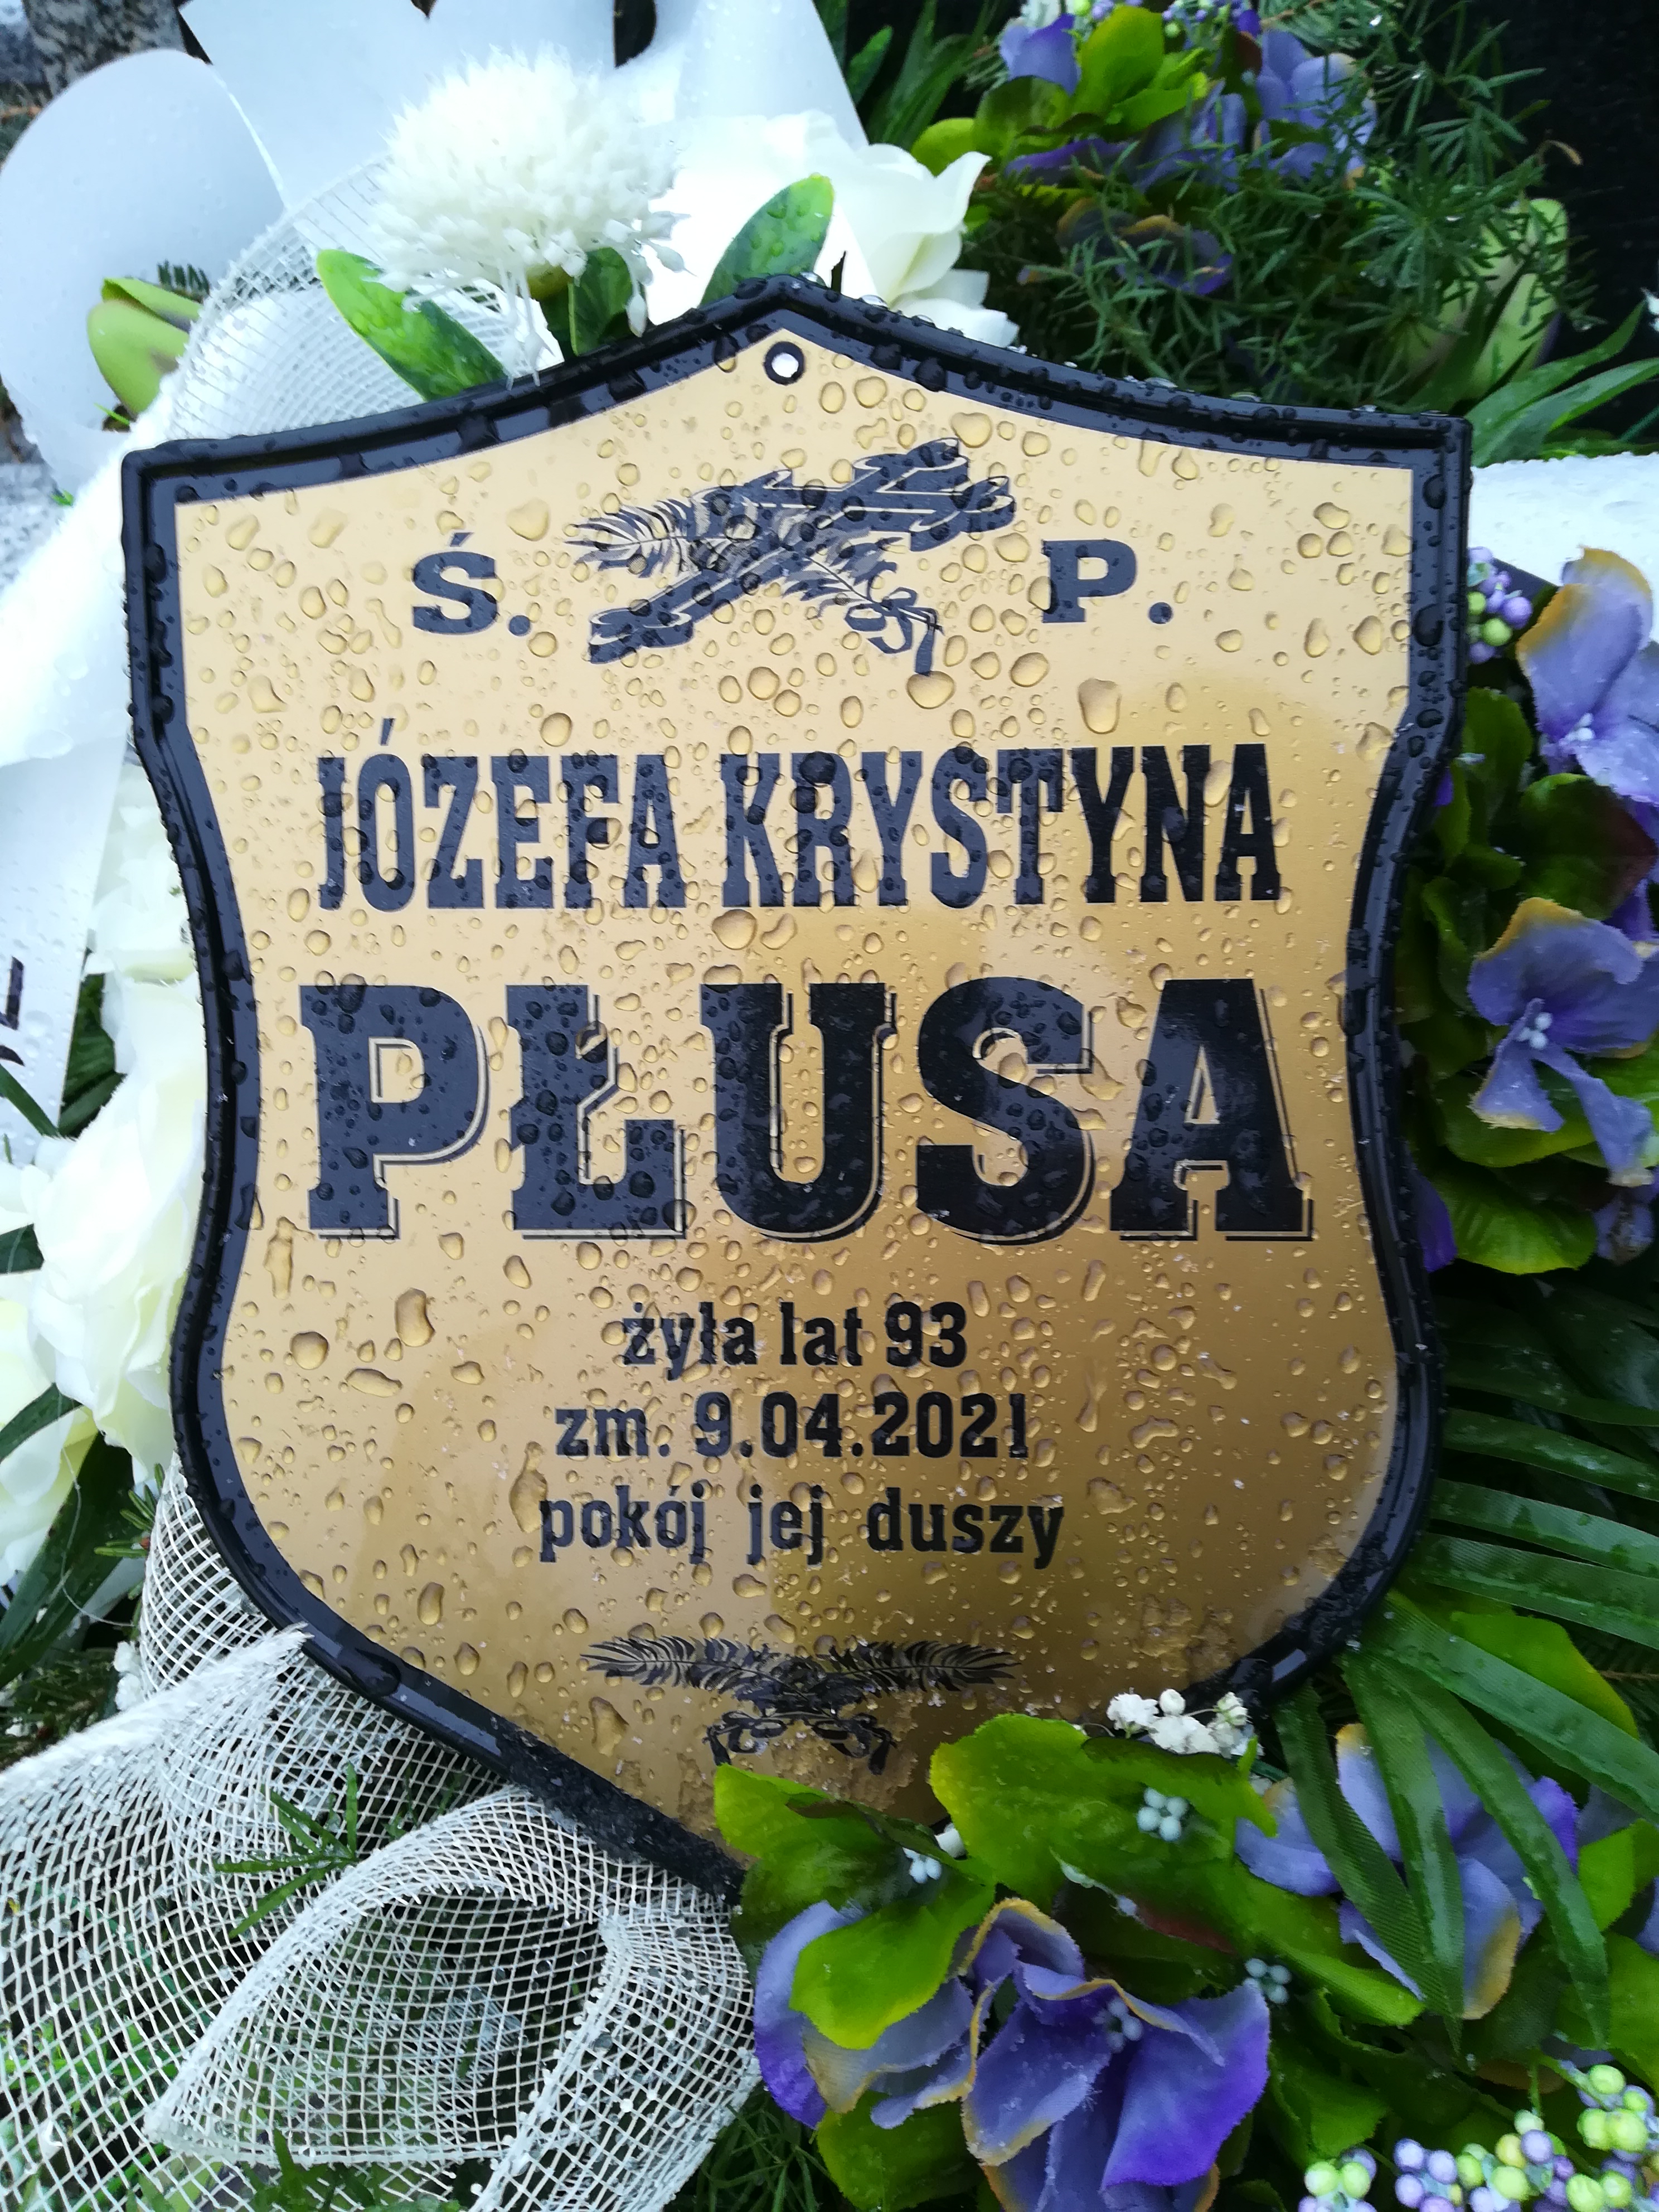 Ś. P.
JÓZEFA KRYSTYNA
PŁUSA
żyła lat 93
zm. 9.04.2021
pokój jej duszy